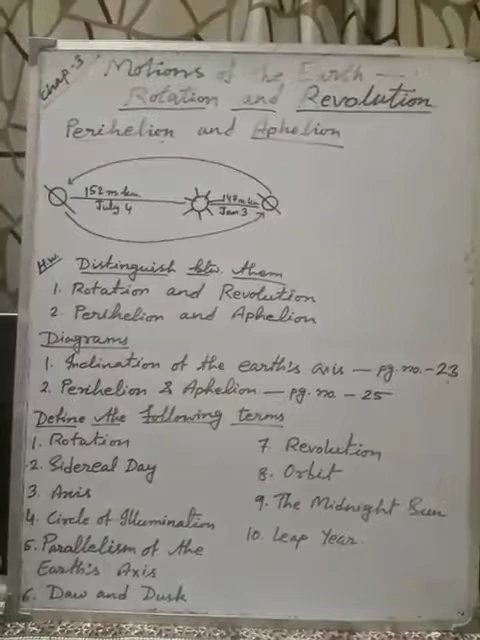 Chap-3
Motions of the Earth —
Rotation and Revolution
Perihelion and Aphelion
152 m km
July 4
147 m km
Jan 3
H.W. Distinguish btw. them
1. Rotation and Revolution
2. Perihelion and Aphelion
Diagrams
1. Inclination of the earth's axis — pg. no. - 23
2. Perihelion & Aphelion — pg. no. - 25
Define the following terms
1. Rotation
2. Sidereal Day
3. Axis
4. Circle of Illumination
5. Parallelism of the
Earth's Axis
6. Daw and Dusk
7. Revolution
8. Orbit
9. The Midnight Sun
10. Leap Year.